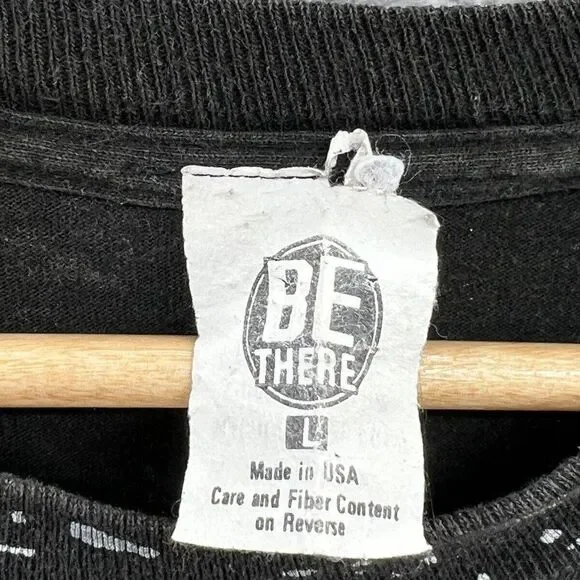 BE
THERE
L
Made in USA
Care and Fiber Content
on Reverse